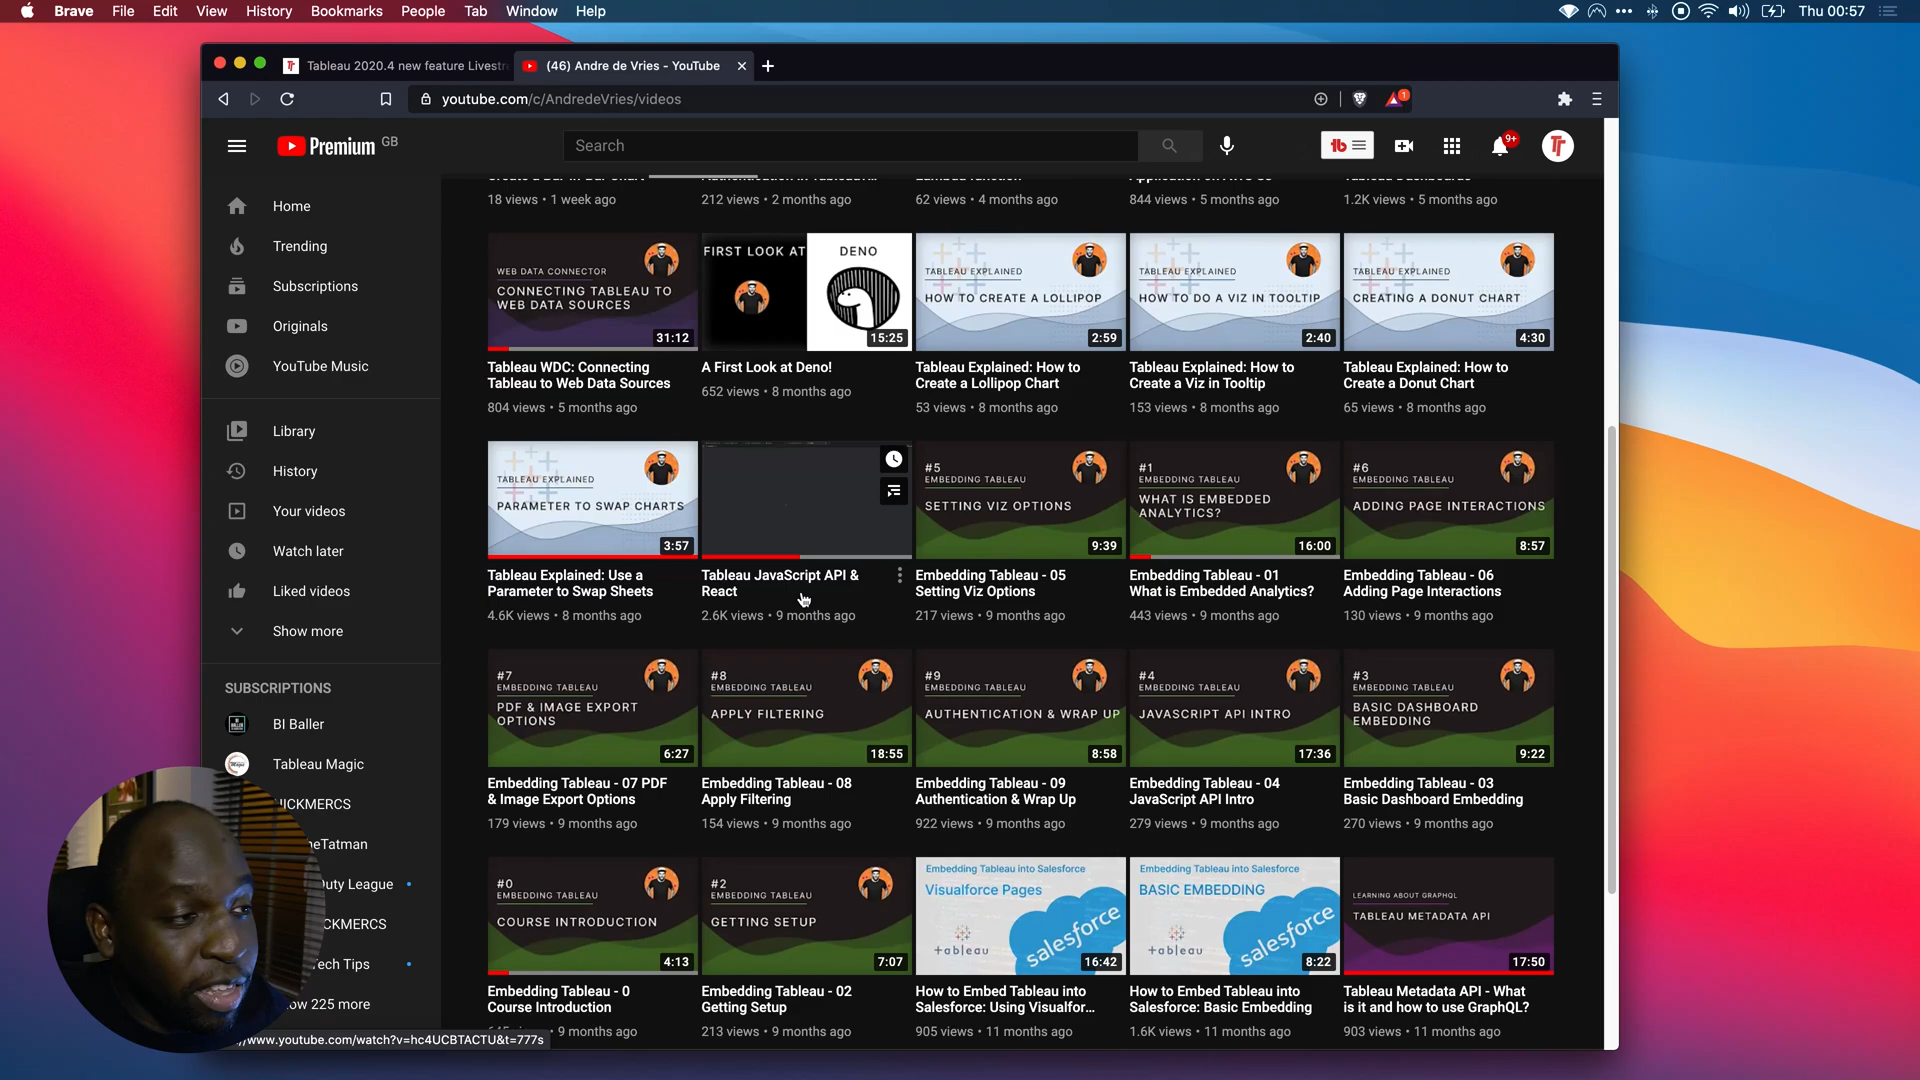 Brave File Edit View History Bookmarks People Tab Window Help
Thu 00:57
Tableau 2020.4 new feature Livestr
(46) Andre de Vries - YouTube
youtube.com/c/AndredeVries/videos
1
Premium GB
Search
tb
9+
TT
Home
Trending
Subscriptions
Originals
YouTube Music
Library
History
Your videos
Watch later
Lived videos
Show more
SUBSCRIPTIONS
BI Baller
Tableau Magic
ICKMERCS
heTatman
Duty League
CKMERCS
Tech Tips
ow 225 more
18 views • 1 week ago
212 views • 2 months ago
62 views • 4 months ago
844 views • 5 months ago
1.2K views • 5 months ago
WEB DATA CONNECTOR
CONNECTING TABLEAU TO
WEB DATA SOURCES
31:12
Tableau WDC: Connecting
Tableau to Web Data Sources
804 views • 5 months ago
FIRST LOOK AT
DENO
15:25
A First Look at Deno!
652 views • 8 months ago
TABLEAU EXPLAINED
HOW TO CREATE A LOLLIPOP
2:59
Tableau Explained: How to
Create a Lollipop Chart
53 views • 8 months ago
TABLEAU EXPLAINED
HOW TO DO A VIZ IN TOOLTIP
2:40
Tableau Explained: How to
Create a Viz in Tooltip
153 views • 8 months ago
TABLEAU EXPLAINED
CREATING A DONUT CHART
4:30
Tableau Explained: How to
Create a Donut Chart
65 views • 8 months ago
TABLEAU EXPLAINED
PARAMETER TO SWAP CHARTS
3:57
Tableau Explained: Use a
Parameter to Swap Sheets
4.6K views • 8 months ago
Tableau JavaScript API &
React
2.6K views • 9 months ago
#5
EMBEDDING TABLEAU
SETTING VIZ OPTIONS
9:39
Embedding Tableau - 05
Setting Viz Options
217 views • 9 months ago
#1
EMBEDDING TABLEAU
WHAT IS EMBEDDED
ANALYTICS?
16:00
Embedding Tableau - 01
What is Embedded Analytics?
443 views • 9 months ago
#6
EMBEDDING TABLEAU
ADDING PAGE INTERACTIONS
8:57
Embedding Tableau - 06
Adding Page Interactions
130 views • 9 months ago
#7
EMBEDDING TABLEAU
PDF & IMAGE EXPORT
OPTIONS
6:27
Embedding Tableau - 07 PDF
& Image Export Options
179 views • 9 months ago
#8
EMBEDDING TABLEAU
APPLY FILTERING
18:55
Embedding Tableau - 08
Apply Filtering
154 views • 9 months ago
#9
EMBEDDING TABLEAU
AUTHENTICATION & WRAP UP
8:58
Embedding Tableau - 09
Authentication & Wrap Up
922 views • 9 months ago
#4
EMBEDDING TABLEAU
JAVASCRIPT API INTRO
17:36
Embedding Tableau - 04
JavaScript API Intro
279 views • 9 months ago
#3
EMBEDDING TABLEAU
BASIC DASHBOARD
EMBEDDING
9:22
Embedding Tableau - 03
Basic Dashboard Embedding
270 views • 9 months ago
#0
EMBEDDING TABLEAU
COURSE INTRODUCTION
4:13
Embedding Tableau - 0
Course Introduction
9 months ago
#2
EMBEDDING TABLEAU
GETTING SETUP
7:07
Embedding Tableau - 02
Getting Setup
213 views • 9 months ago
Embedding Tableau into Salesforce
Visualforce Pages
+ableau
salesforce
16:42
How to Embed Tableau into
Salesforce: Using Visualfor...
905 views • 11 months ago
Embedding Tableau into Salesforce
BASIC EMBEDDING
+ableau
salesforce
8:22
How to Embed Tableau into
Salesforce: Basic Embedding
1.6K views • 11 months ago
LEARNING ABOUT GRAPHQL
TABLEAU METADATA API
17:50
Tableau Metadata API - What
is it and how to use GraphQL?
903 views • 11 months ago
/www.youtube.com/watch?v=hc4UCBTACTU&t=777s